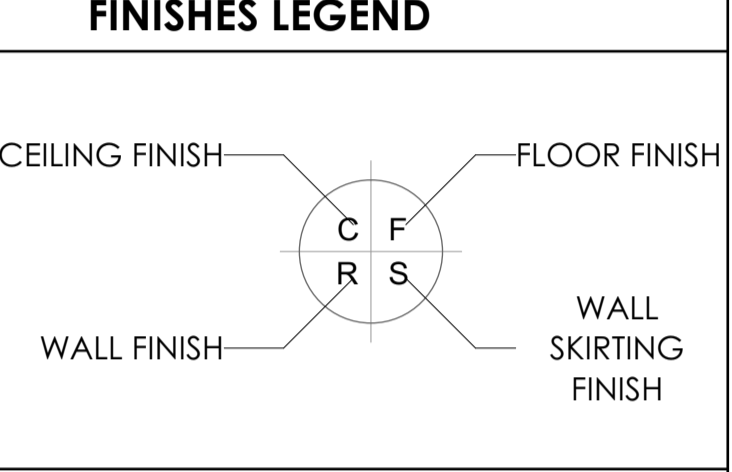 FINISHES LEGEND
CEILING FINISH
FLOOR FINISH
C F
R S
WALL FINISH
WALL
SKIRTING
FINISH